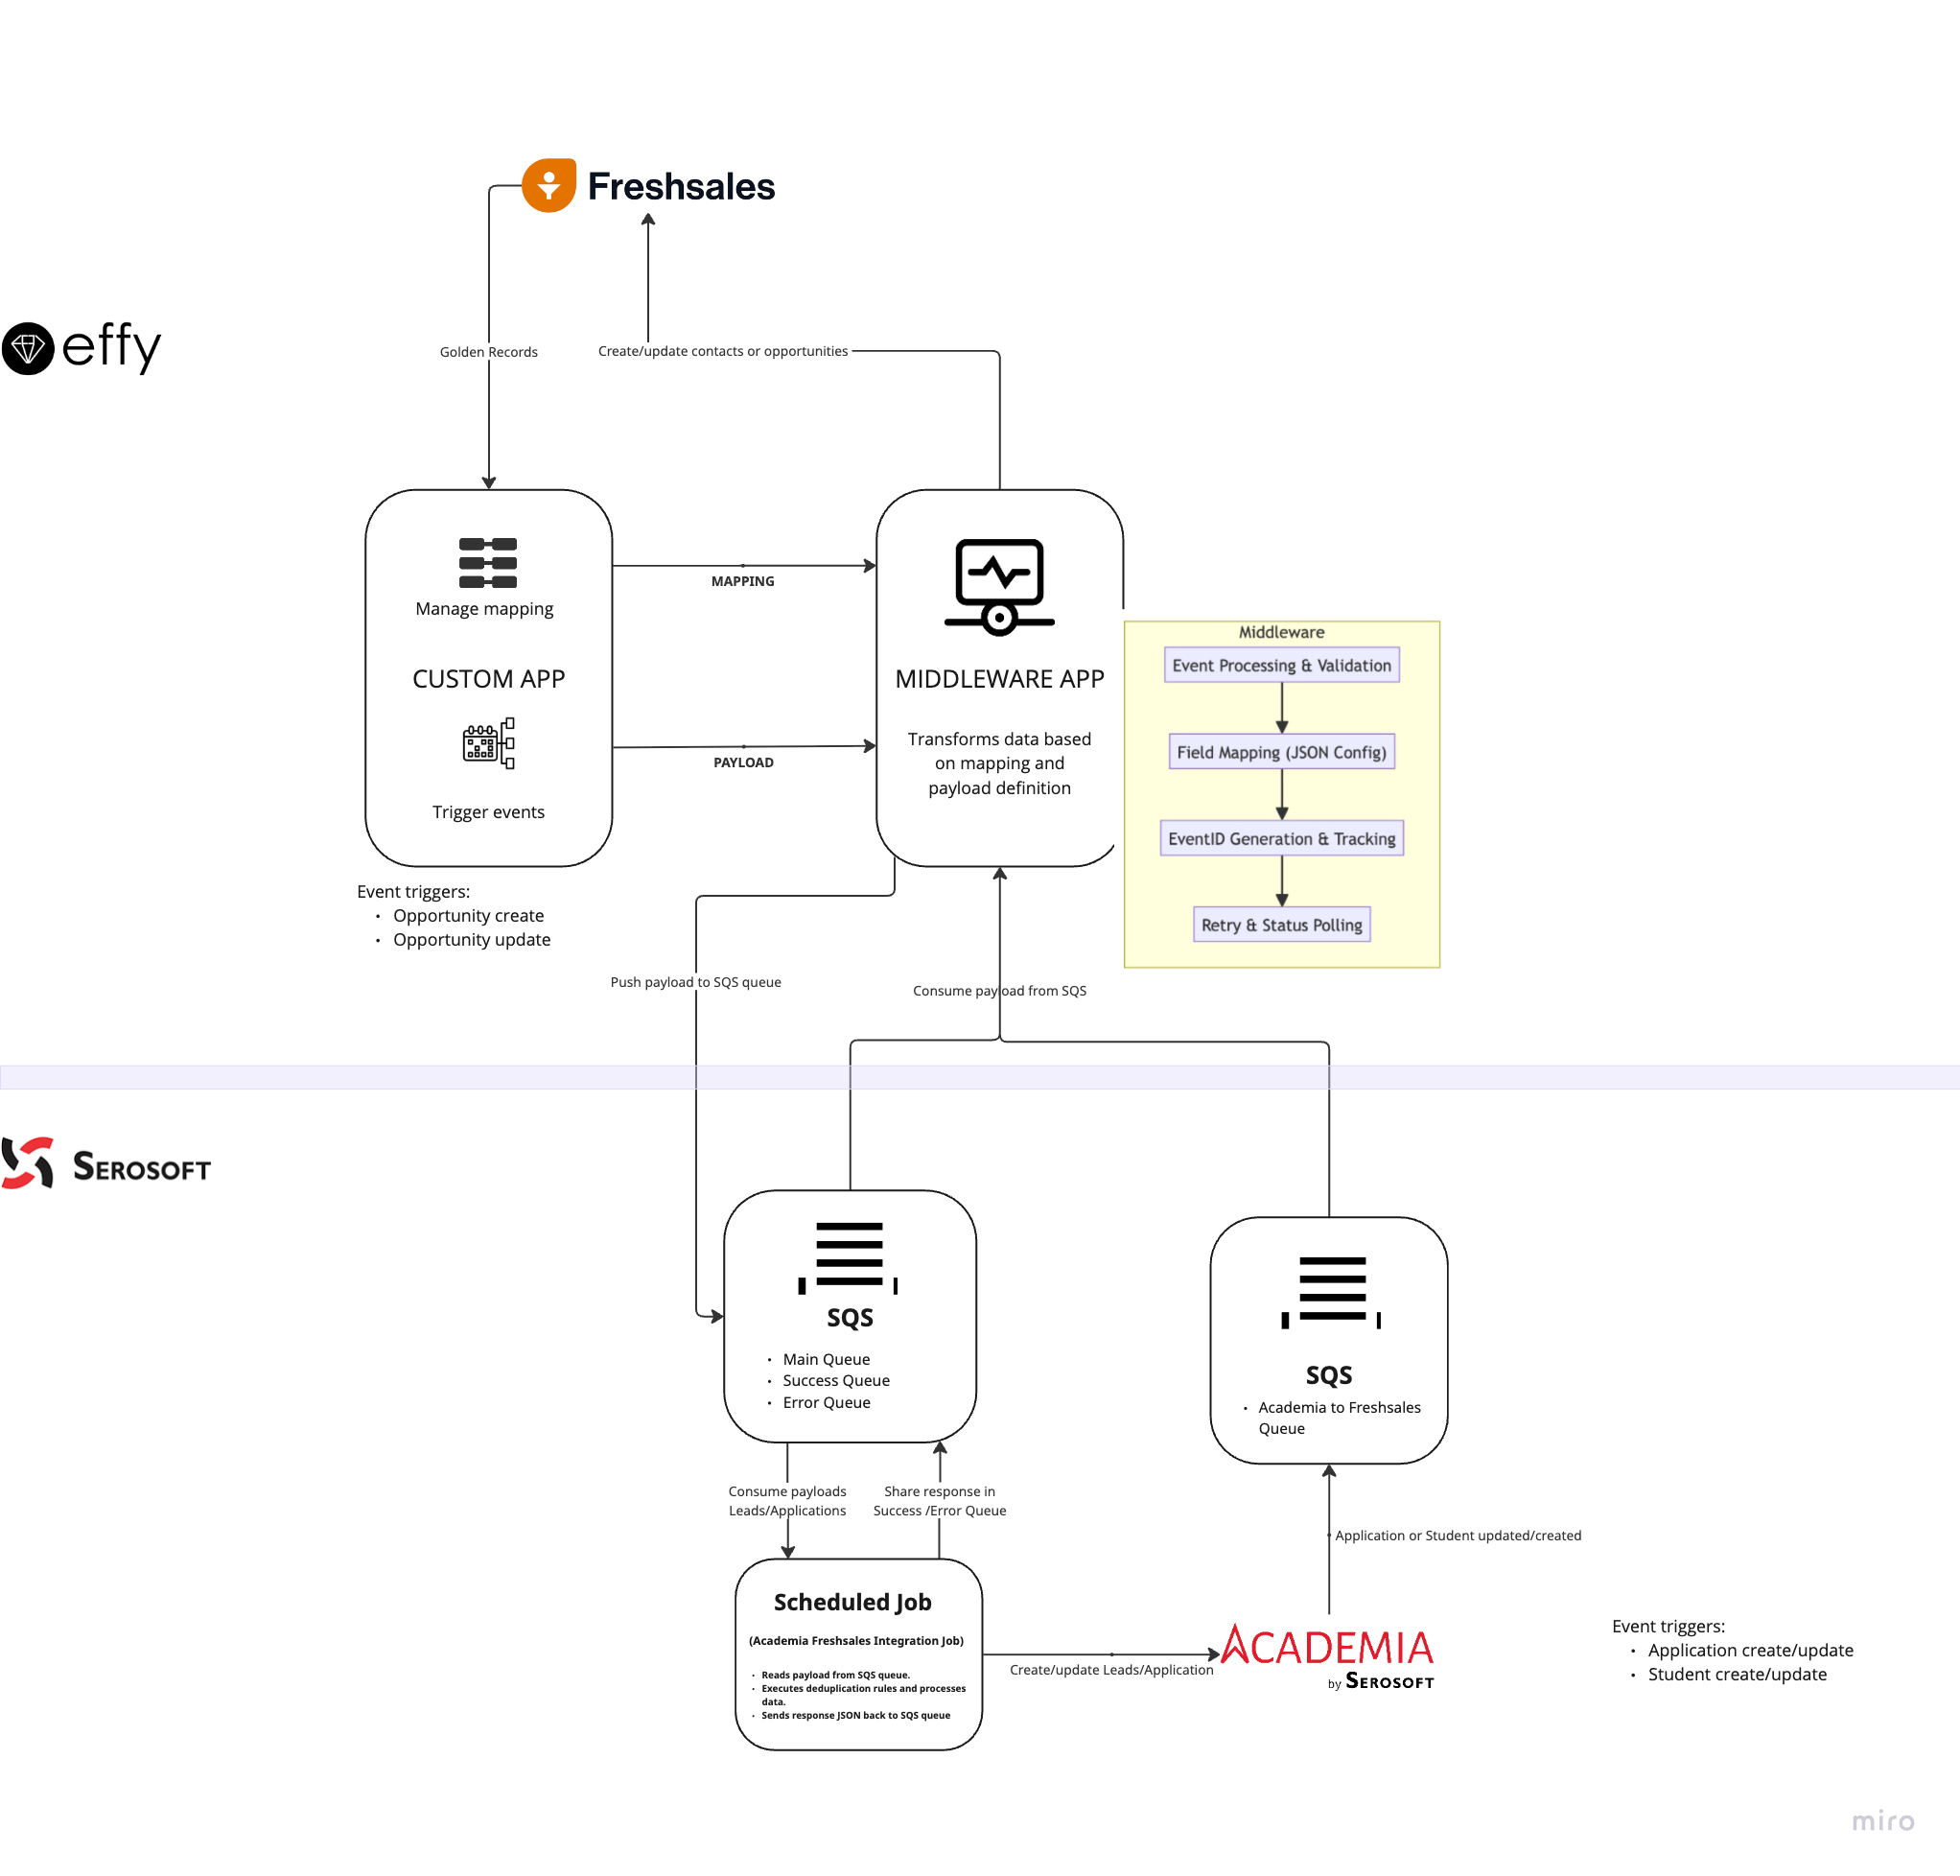 Freshsales
effy
Golden Records
Create/update contacts or opportunities
Manage mapping
CUSTOM APP
Trigger events
MAPPING
PAYLOAD
MIDDLEWARE APP
Transforms data based
on mapping and
payload definition
Middleware
Event Processing & Validation
Field Mapping (JSON Config)
EventID Generation & Tracking
Retry & Status Polling
Event triggers:
• Opportunity create
• Opportunity update
Push payload to SQS queue
Consume payload from SQS
SEROSOFT
SQS
• Main Queue
• Success Queue
• Error Queue
SQS
• Academia to Freshsales
Queue
Consume payloads
Leads/Applications
Share response in
Success /Error Queue
Application or Student updated/created
Scheduled Job
(Academia Freshsales Integration Job)
• Reads payload from SQS queue.
• Executes deduplication rules and processes
data.
• Sends response JSON back to SQS queue
Create/update Leads/Application
ACADEMIA
by SEROSOFT
Event triggers:
• Application create/update
• Student create/update
miro